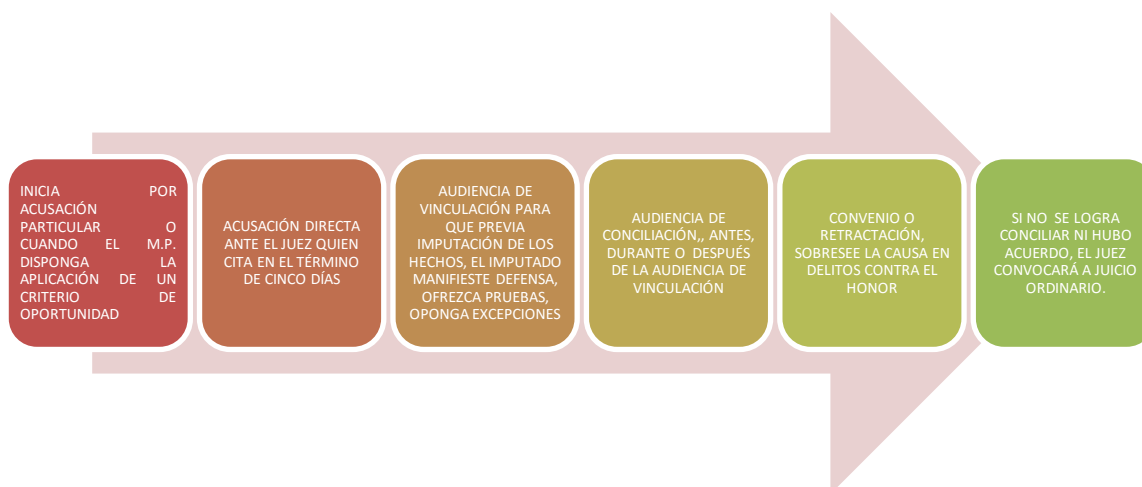 INICIA POR
ACUSACIÓN
PARTICULAR O
CUANDO EL M.P.
DISPONGA LA
APLICACIÓN DE UN
CRITERIO DE
OPORTUNIDAD
ACUSACIÓN DIRECTA
ANTE EL JUEZ QUIEN
CITA EN EL TÉRMINO
DE CINCO DÍAS
AUDIENCIA DE
VINCULACIÓN PARA
QUE PREVIA
IMPUTACIÓN DE LOS
HECHOS, EL IMPUTADO
MANIFIESTE DEFENSA,
OFREZCA PRUEBAS,
OPONGA EXCEPCIONES
AUDIENCIA DE
CONCILIACIÓN,, ANTES,
DURANTE O DESPUÉS
DE LA AUDIENCIA DE
VINCULACIÓN
CONVENIO O
RETRACTACIÓN,
SOBRESEE LA CAUSA EN
DELITOS CONTRA EL
HONOR
SI NO SE LOGRA
CONCILIAR NI HUBO
ACUERDO, EL JUEZ
CONVOCARÁ A JUICIO
ORDINARIO.